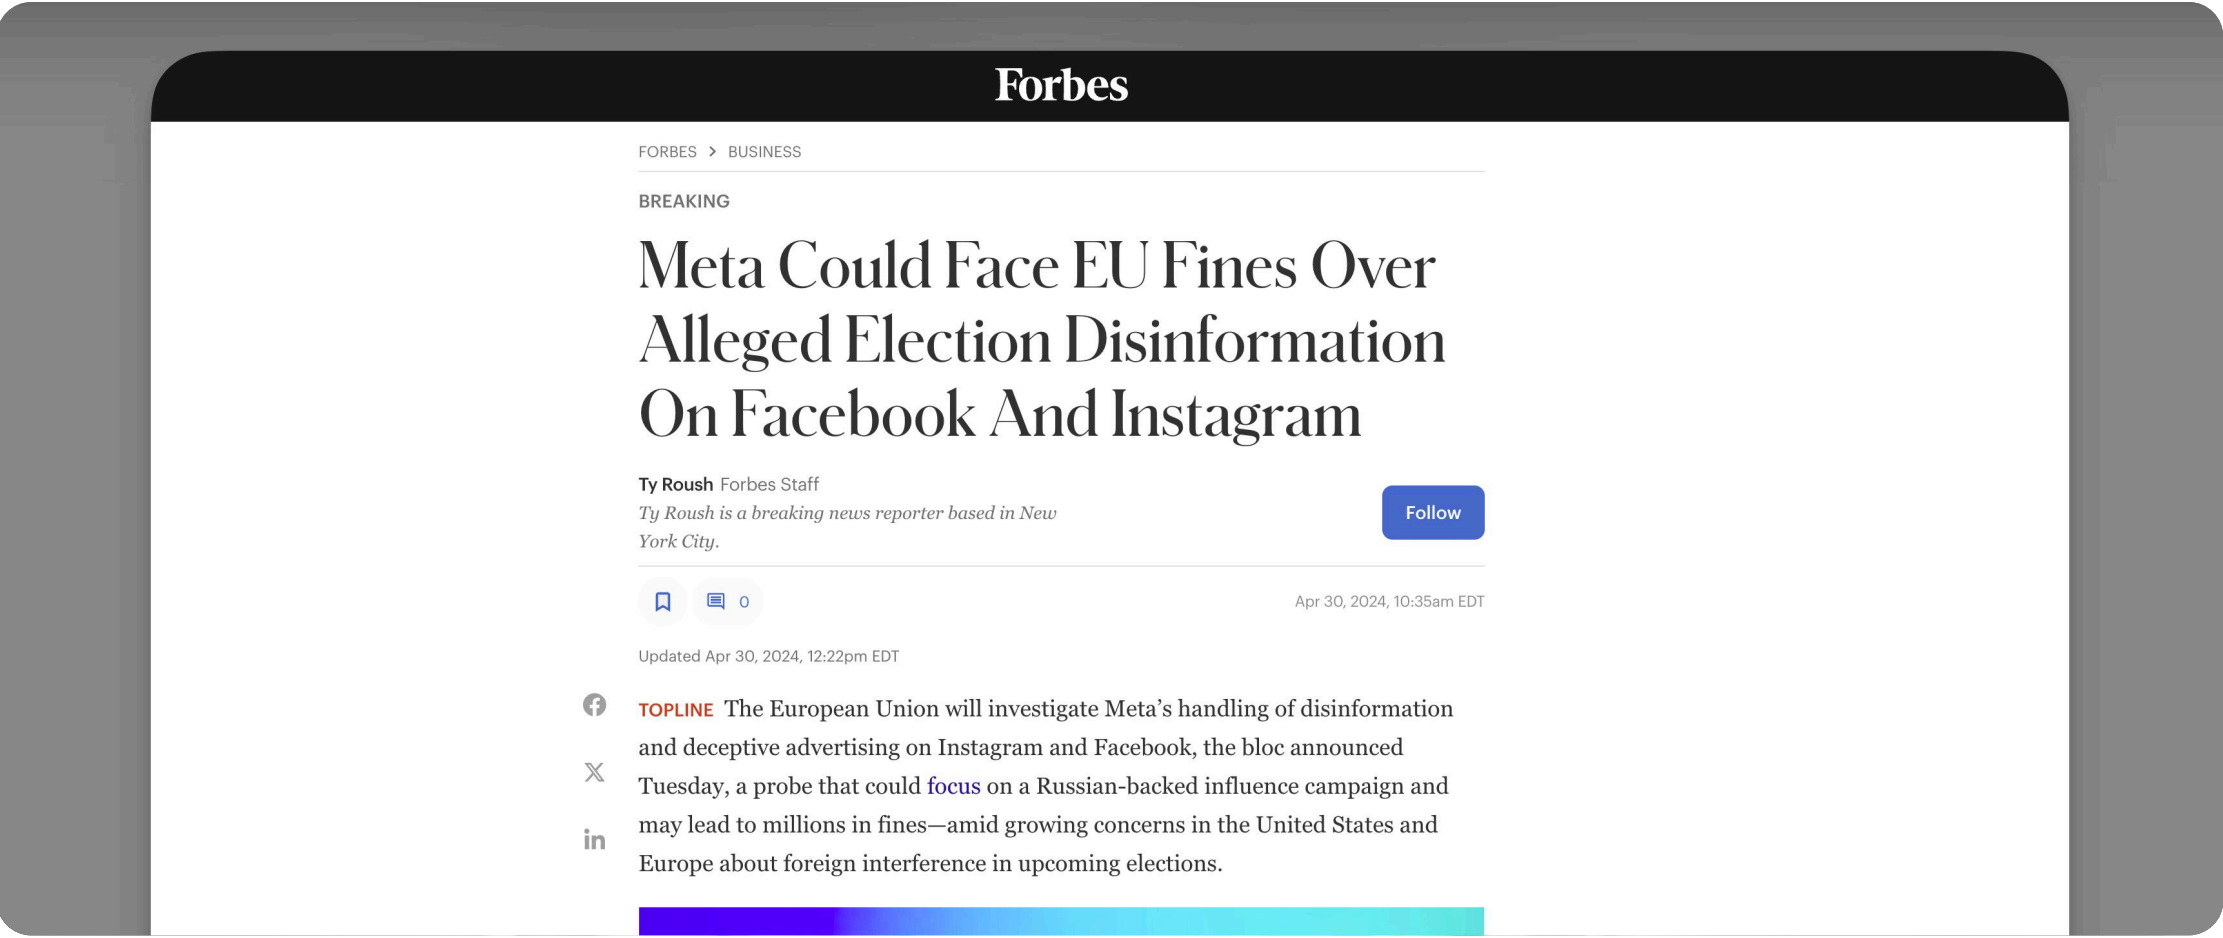 Forbes
FORBES > BUSINESS
BREAKING
Meta Could Face EU Fines Over
Alleged Election Disinformation
On Facebook And Instagram
Ty Roush Forbes Staff
Ty Roush is a breaking news reporter based in New
York City.
Follow
0
Apr 30, 2024, 10:35am EDT
Updated Apr 30, 2024, 12:22pm EDT
TOPLINE The European Union will investigate Meta’s handling of disinformation
and deceptive advertising on Instagram and Facebook, the bloc announced
Tuesday, a probe that could focus on a Russian-backed influence campaign and
may lead to millions in fines—amid growing concerns in the United States and
Europe about foreign interference in upcoming elections.